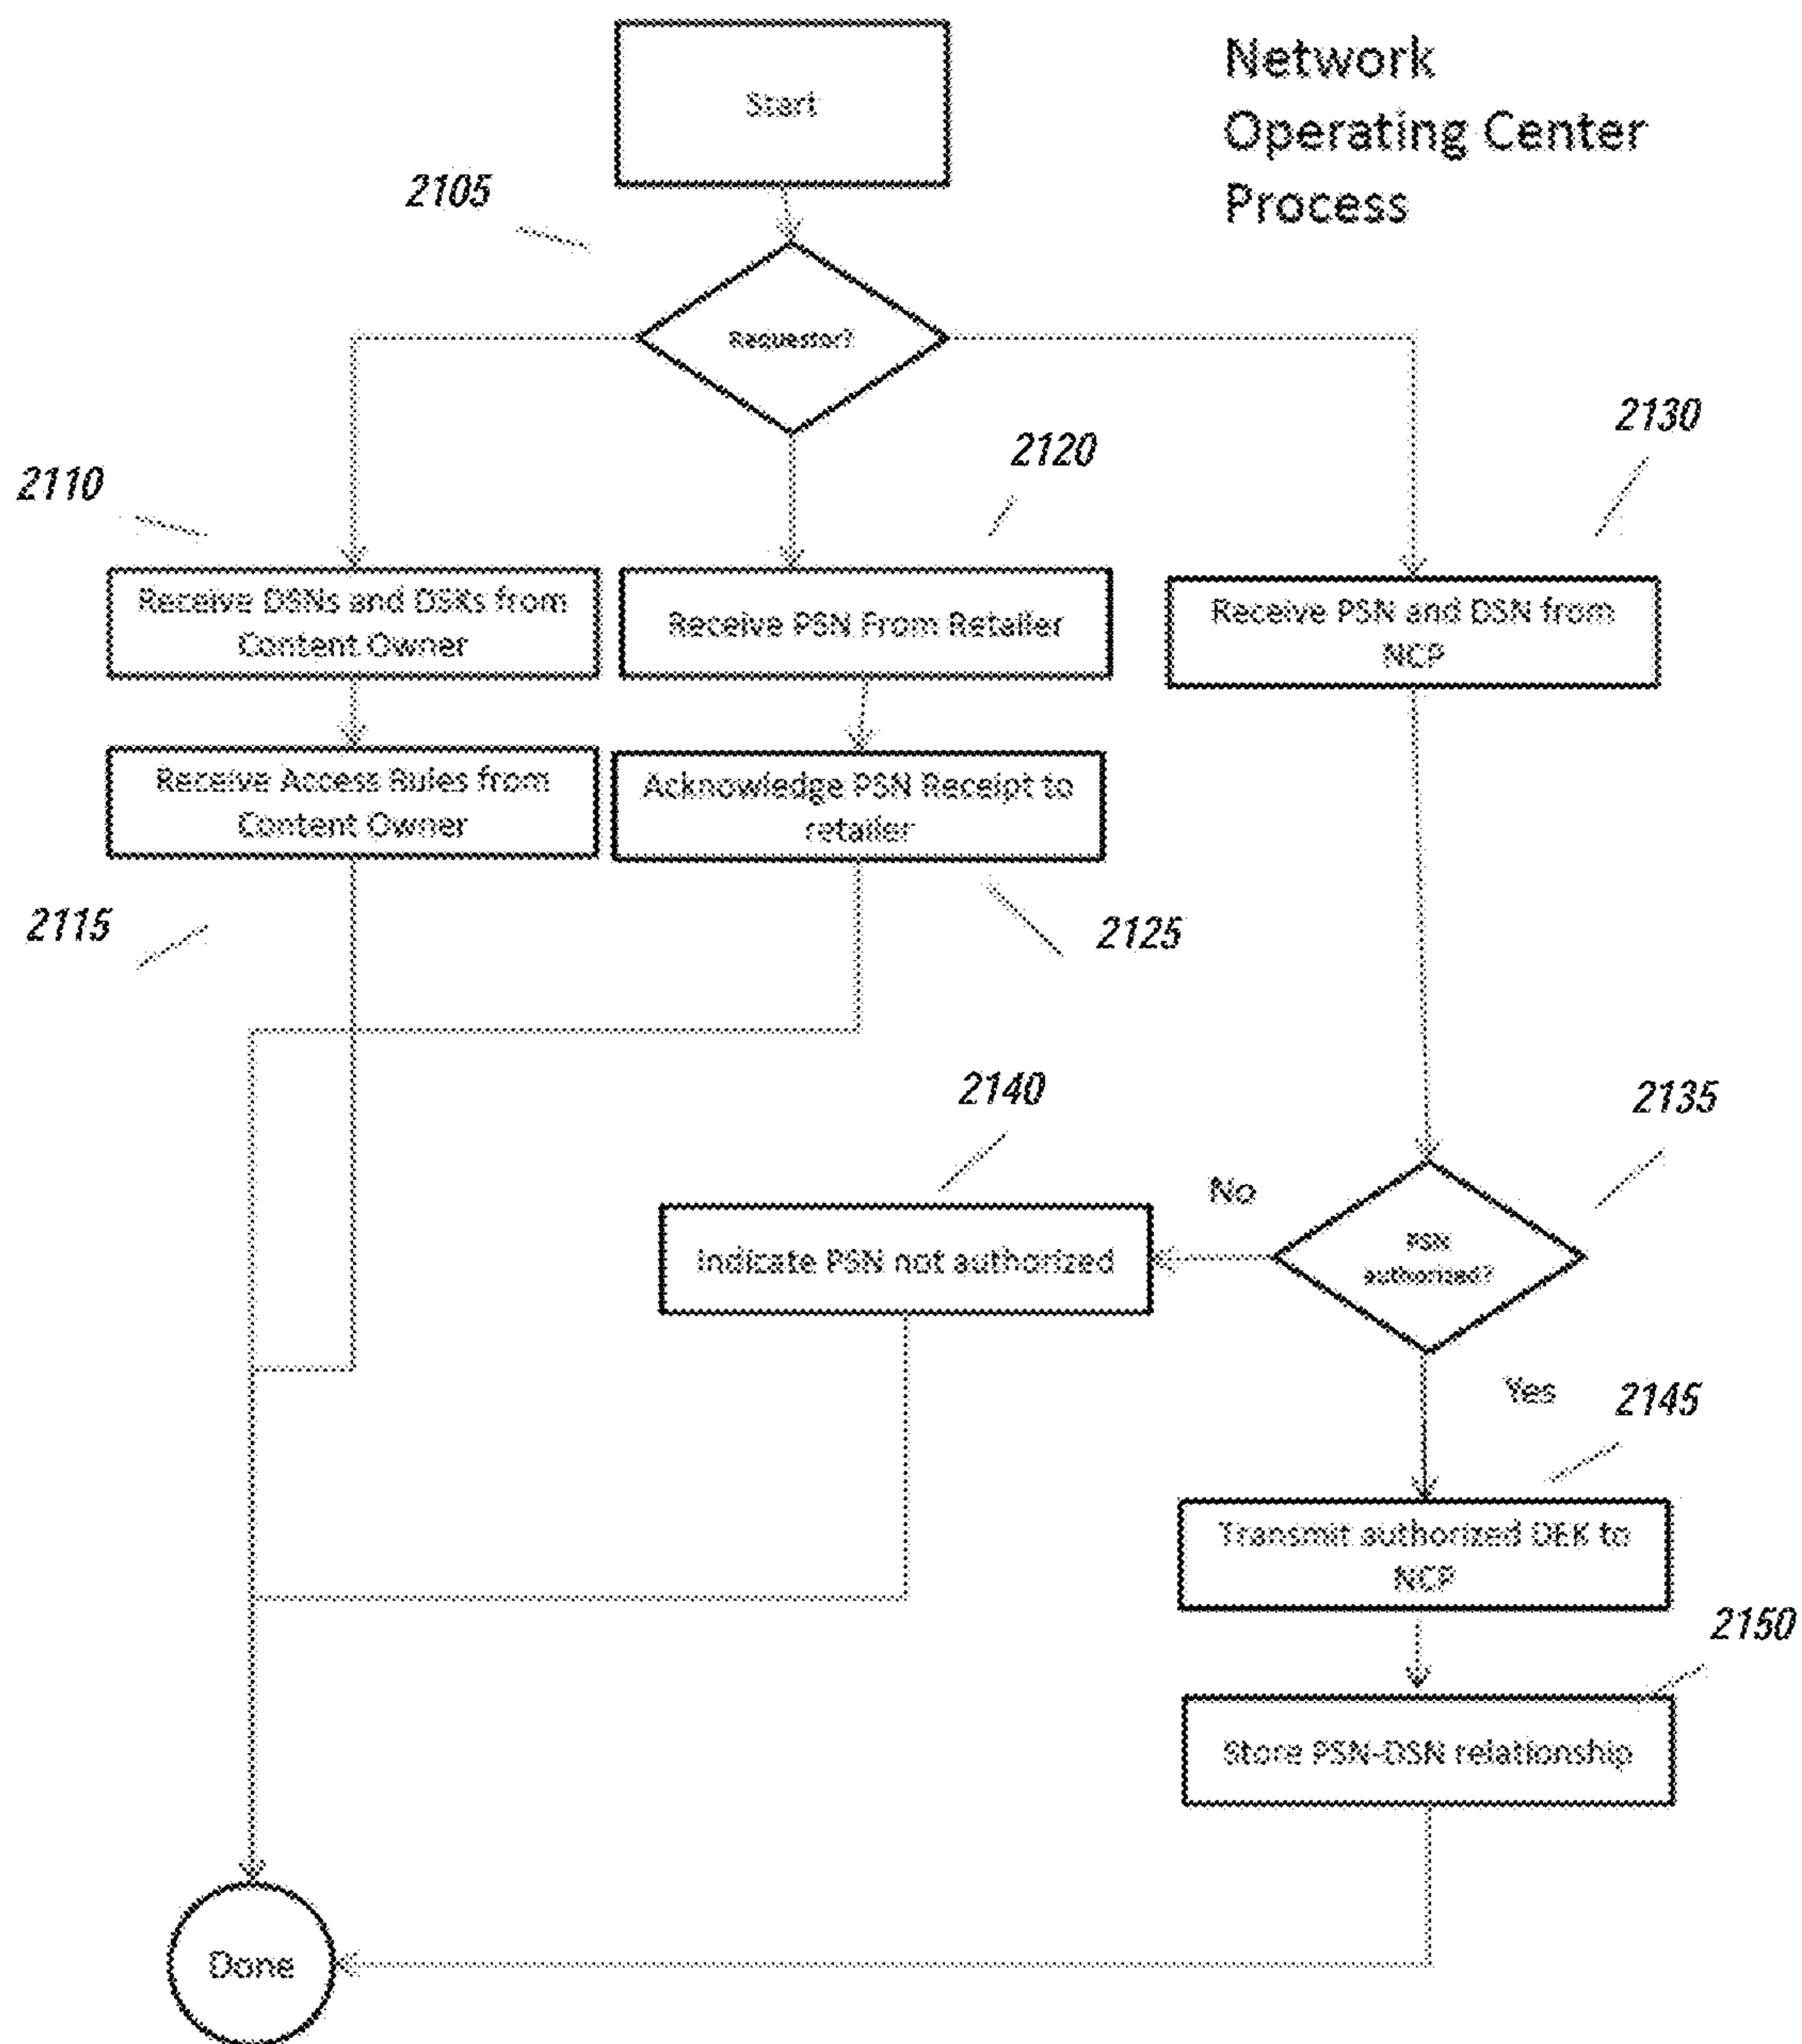 Start
Network
Operating Center
Process
2105
Requestor?
2130
2120
2110
Receive DSNs and DSKs from
Content Owner
Receive PSN From Retailer
Receive PSN and DSN from
NCP
Receive Access Rules from
Content Owner
Acknowledge PSN Receipt to
retailer
2115
2125
2140
2135
No
Indicate PSN not authorized
PSN
authorized?
Yes
2145
Transmit authorized DEK to
NCP
2150
Store PSN-DSN relationship
Done